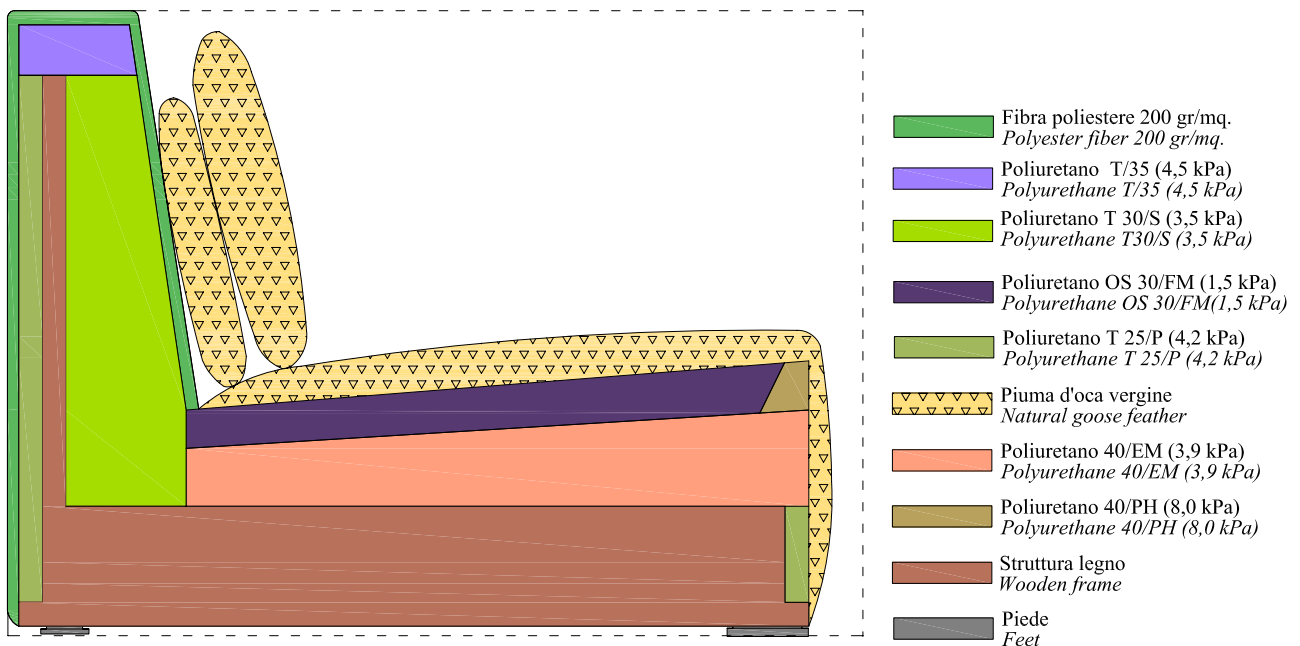 Fibra poliestere 200 gr/mq.
Polyester fiber 200 gr/mq.
Poliuretano T/35 (4,5 kPa)
Polyurethane T/35 (4,5 kPa)
Poliuretano T 30/S (3,5 kPa)
Polyurethane T30/S (3,5 kPa)
Poliuretano OS 30/FM (1,5 kPa)
Polyurethane OS 30/FM(1,5 kPa)
Poliuretano T 25/P (4,2 kPa)
Polyurethane T 25/P (4,2 kPa)
Piuma d'oca vergine
Natural goose feather
Poliuretano 40/EM (3,9 kPa)
Polyurethane 40/EM (3,9 kPa)
Poliuretano 40/PH (8,0 kPa)
Polyurethane 40/PH (8,0 kPa)
Struttura legno
Wooden frame
Piede
Feet